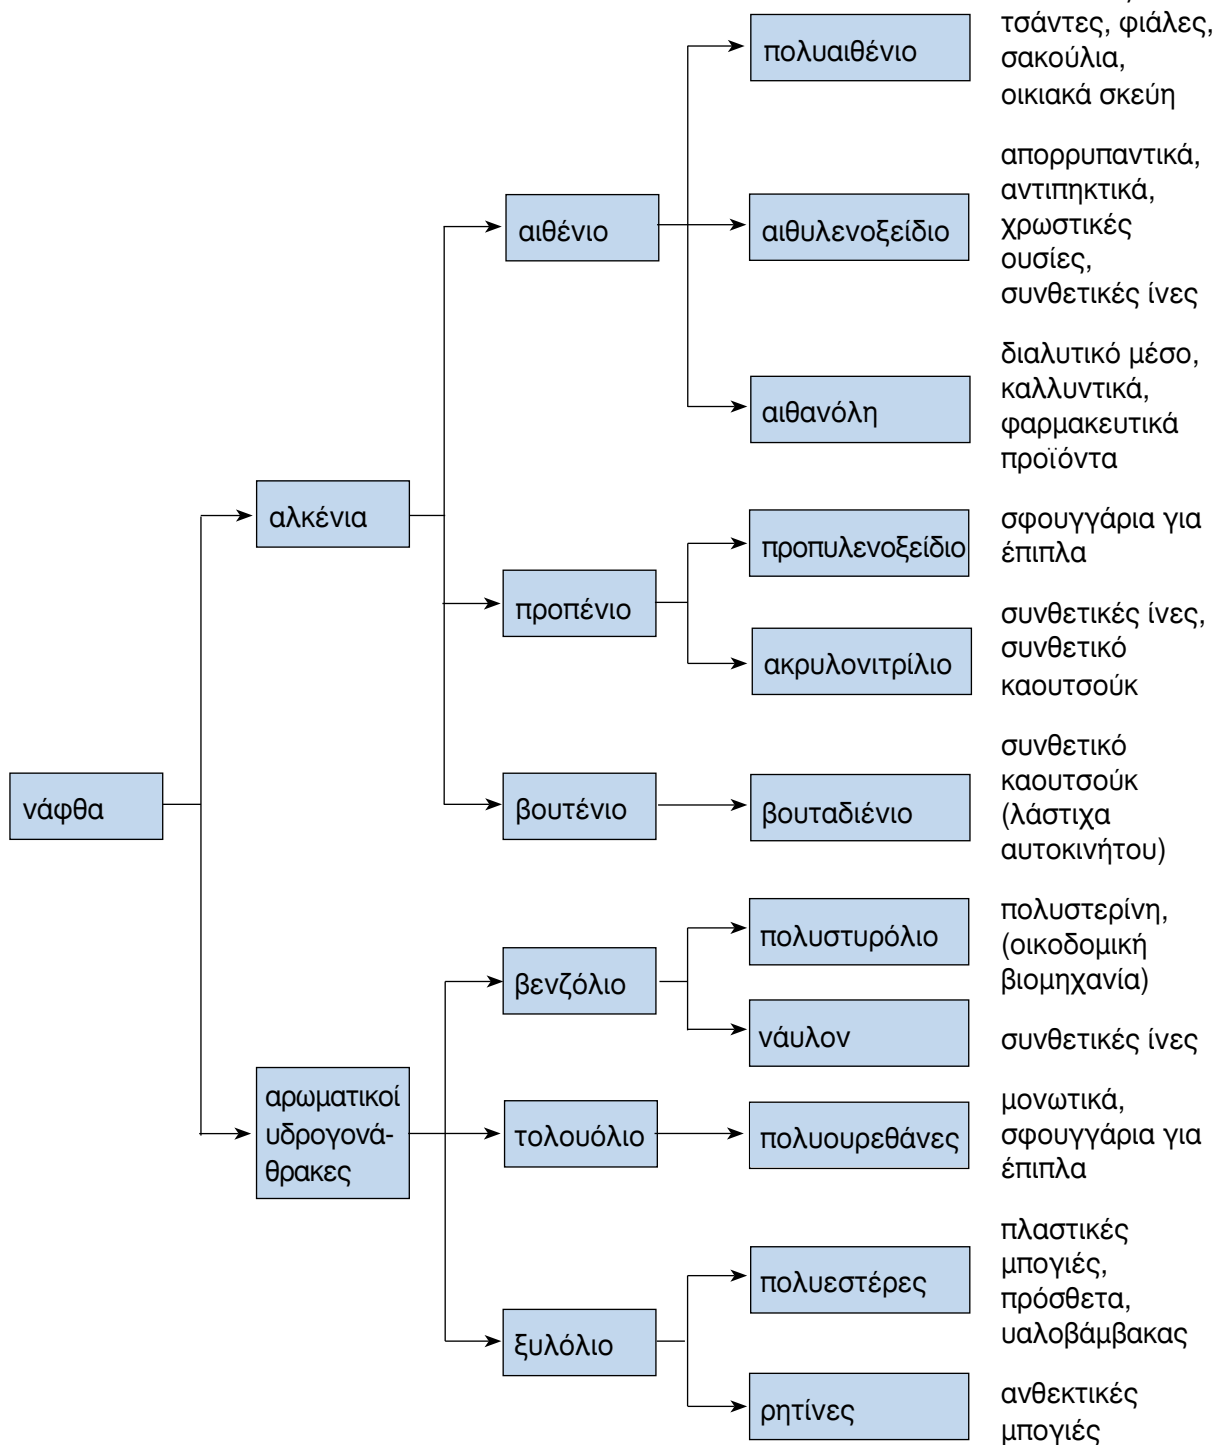 τσάντες, φιάλες,
σακούλια,
οικιακά σκεύη
πολυαιθένιο
απορρυπαντικά,
αντιπηκτικά,
χρωστικές
ουσίες,
συνθετικές ίνες
αιθένιο
αιθυλενοξείδιο
διαλυτικό μέσο,
καλλυντικά,
φαρμακευτικά
προϊόντα
αιθανόλη
αλκένια
σφουγγάρια για
έπιπλα
προπυλενοξείδιο
προπένιο
συνθετικές ίνες,
συνθετικό
καουτσούκ
ακρυλονιτρίλιο
συνθετικό
καουτσούκ
(λάστιχα
αυτοκινήτου)
νάφθα
βουτένιο
βουταδιένιο
πολυστερίνη,
(οικοδομική
βιομηχανία)
πολυστυρόλιο
βενζόλιο
νάυλον
συνθετικές ίνες
αρωματικοί
υδρογονά-
θρακες
τολουόλιο
πολυουρεθάνες
μονωτικά,
σφουγγάρια για
έπιπλα
πλαστικές
μπογιές,
πρόσθετα,
υαλοβάμβακας
πολυεστέρες
ξυλόλιο
ρητίνες
ανθεκτικές
μπογιές